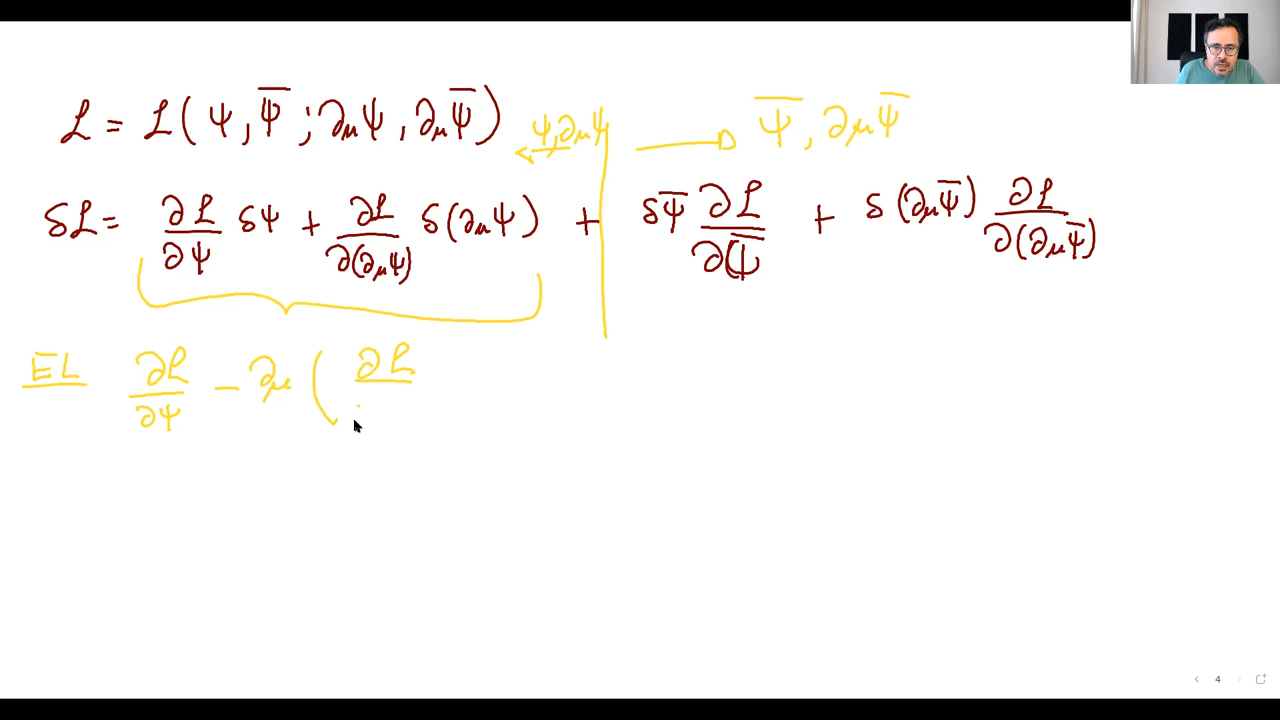 ℒ = ℒ( Ψ, Ψ̅ ; ∂μΨ , ∂μΨ̅ )
Ψ, ∂μΨ
Ψ̅ , ∂μΨ̅
δℒ = ∂ℒ/∂Ψ δΨ + ∂ℒ/∂(∂μΨ) δ(∂μΨ) + δΨ̅ ∂ℒ/∂(Ψ̅ + δ(∂μΨ̅) ∂ℒ/∂(∂μΨ̅)
EL ∂ℒ/∂Ψ - ∂μ ( ∂ℒ
4